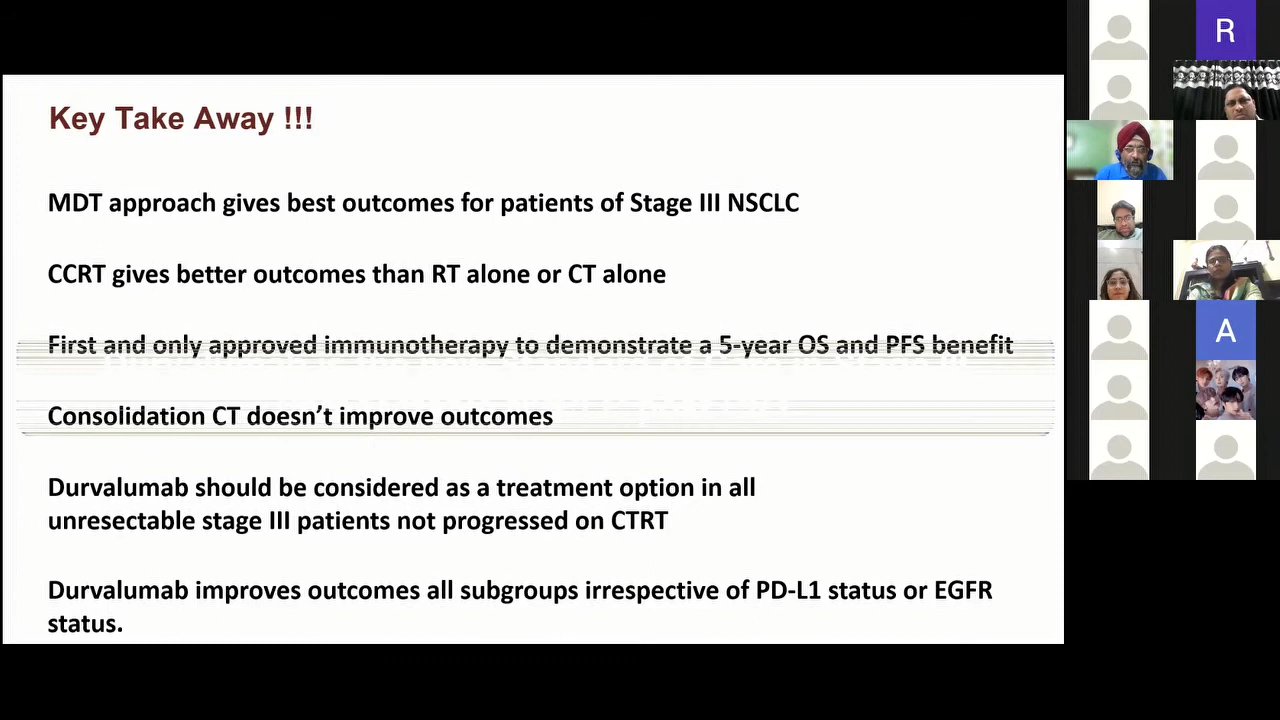 Key Take Away !!!
MDT approach gives best outcomes for patients of Stage III NSCLC
CCRT gives better outcomes than RT alone or CT alone
First and only approved immunotherapy to demonstrate a 5-year OS and PFS benefit
Consolidation CT doesn’t improve outcomes
Durvalumab should be considered as a treatment option in all
unresectable stage III patients not progressed on CTRT
Durvalumab improves outcomes all subgroups irrespective of PD-L1 status or EGFR
status.
R
A